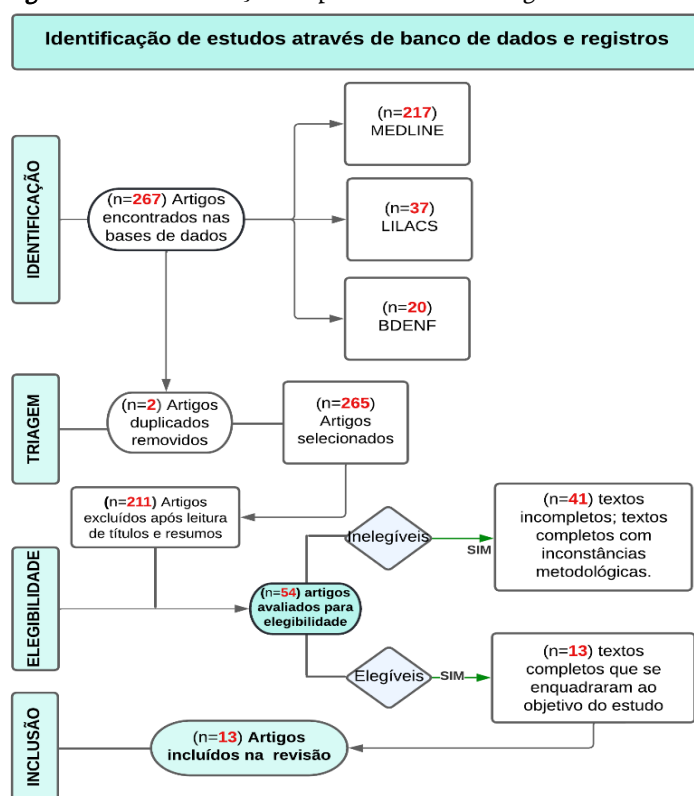 Identificação de estudos através de banco de dados e registros
IDENTIFICAÇÃO
(n=267) Artigos
encontrados nas
bases de dados
(n=217)
MEDLINE
(n=37)
LILACS
(n=20)
BDENF
TRIAGEM
(n=2) Artigos
duplicados
removidos
(n=265)
Artigos
selecionados
ELEGIBILIDADE
(n=211) Artigos
excluídos após leitura
de títulos e resumos
(n=54) artigos
avaliados para
elegibilidade
Inelegíveis
SIM
(n=41) textos
incompletos; textos
completos com
inconstâncias
metodológicas.
Elegíveis
SIM
(n=13) textos
completos que se
enquadraram ao
objetivo do estudo
INCLUSÃO
(n=13) Artigos
incluídos na revisão